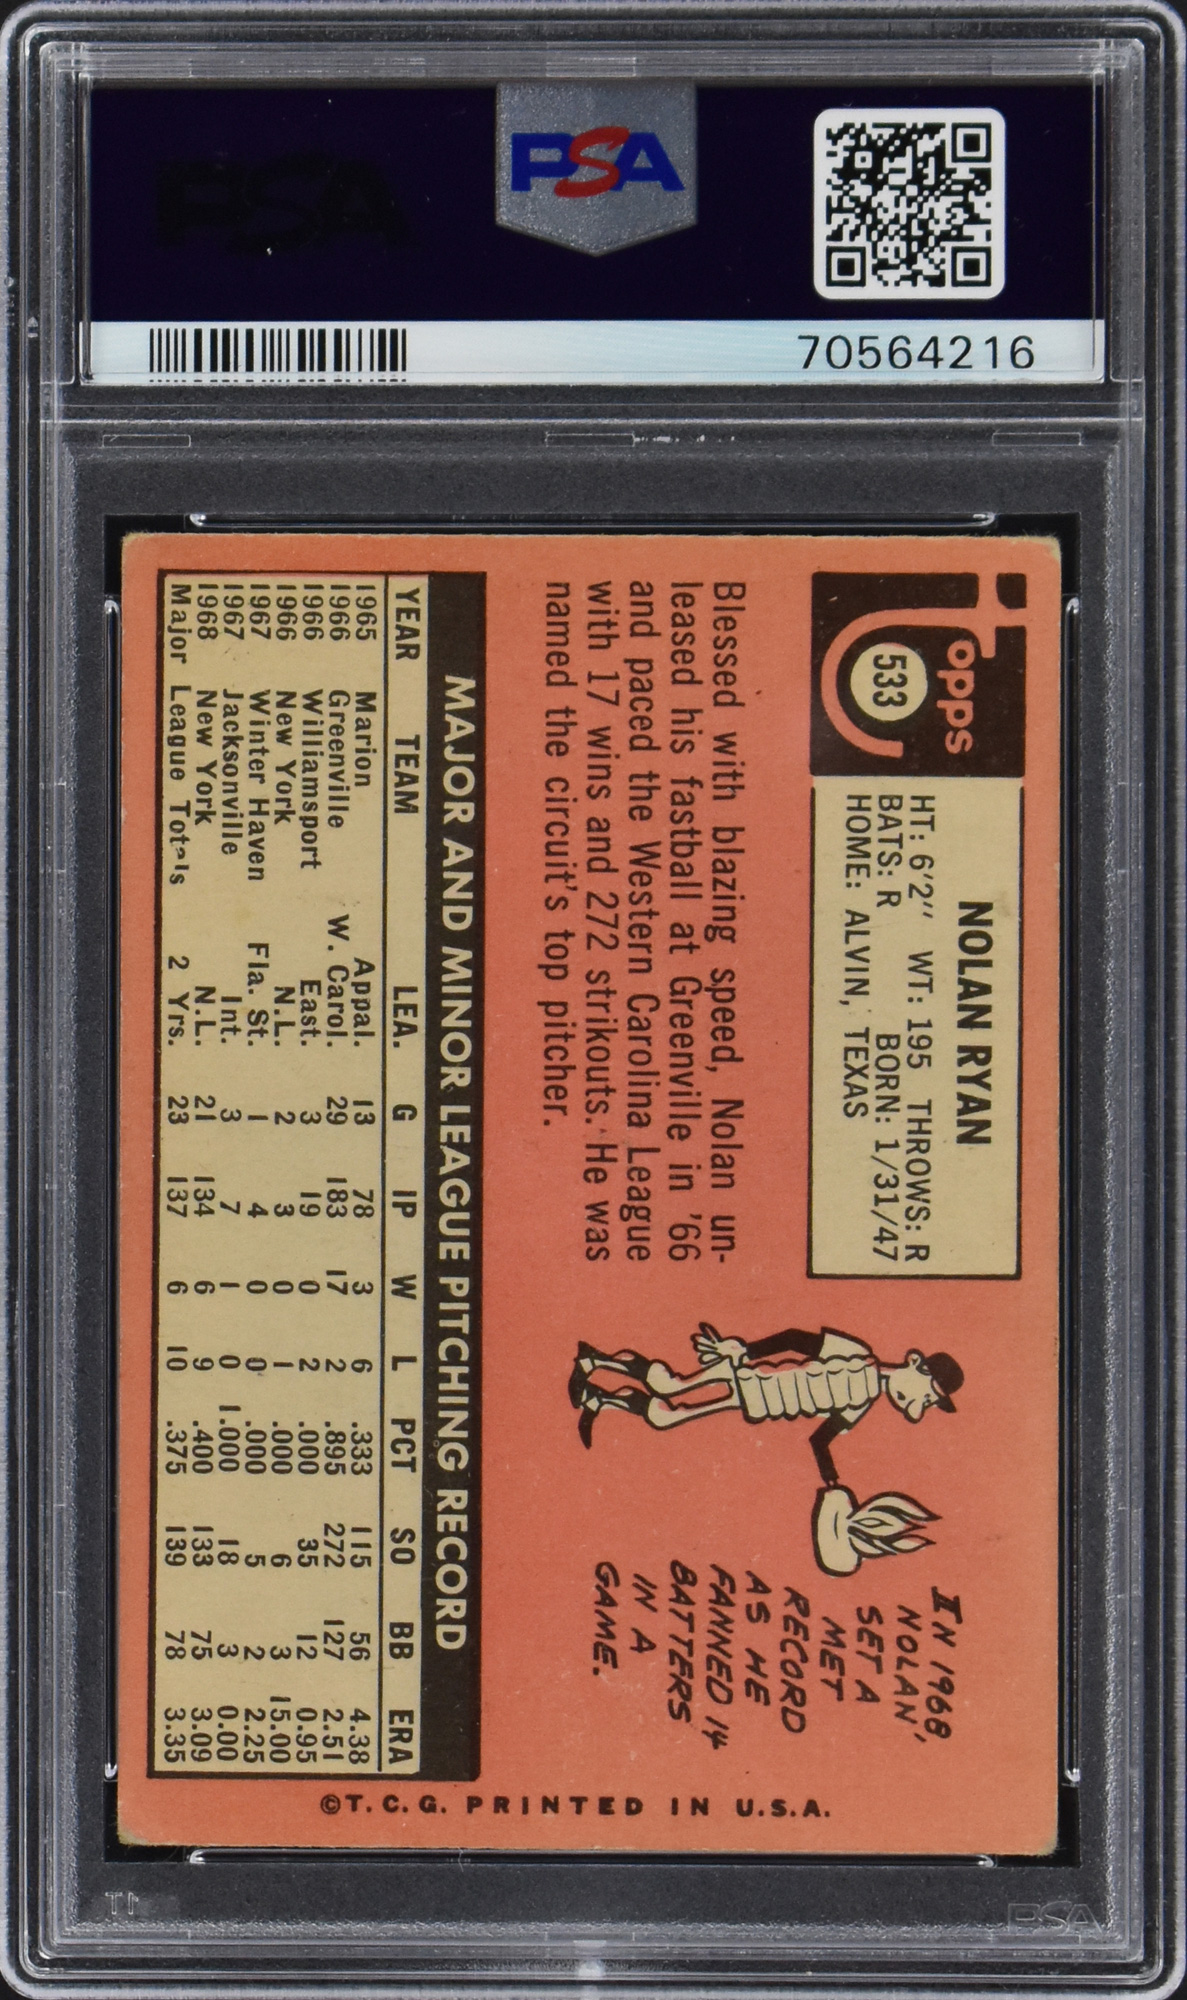 PSA
PSA
70564216
Topps
533
NOLAN RYAN
HT: 6'2" WT: 195 THROWS: R
BATS: R BORN: 1/31/47
HOME: ALVIN, TEXAS
Blessed with blazing speed, Nolan un-
leased his fastball at Greenville in '66
and paced the Western Carolina League
with 17 wins and 272 strikouts. He was
named the circuit's top pitcher.
IN 1968,
NOLAN,
SET A
MET
RECORD
AS HE
FANNED 14
BATTERS
IN A
GAME.
MAJOR AND MINOR LEAGUE PITCHING RECORD
YEAR TEAM LEA. G IP W L PCT SO BB ERA
1965 Marion Appal. 13 78 3 6 .333 115 56 4.38
1966 Greenville W. Carol. 29 183 17 2 .895 272 127 2.51
1966 Williamsport East. 3 19 0 2 .000 35 12 0.95
1966 New York N.L. 2 3 0 1 .000 6 3 15.00
1967 Winter Haven Fla. St. 1 4 0 0 .000 5 2 2.25
1967 Jacksonville Int. 3 7 1 0 1.000 18 3 0.00
1968 New York N.L. 21 134 6 9 .400 133 75 3.09
Major League Totals 2 Yrs. 23 137 6 10 .375 139 78 3.35
©T.C.G. PRINTED IN U.S.A.
PSA